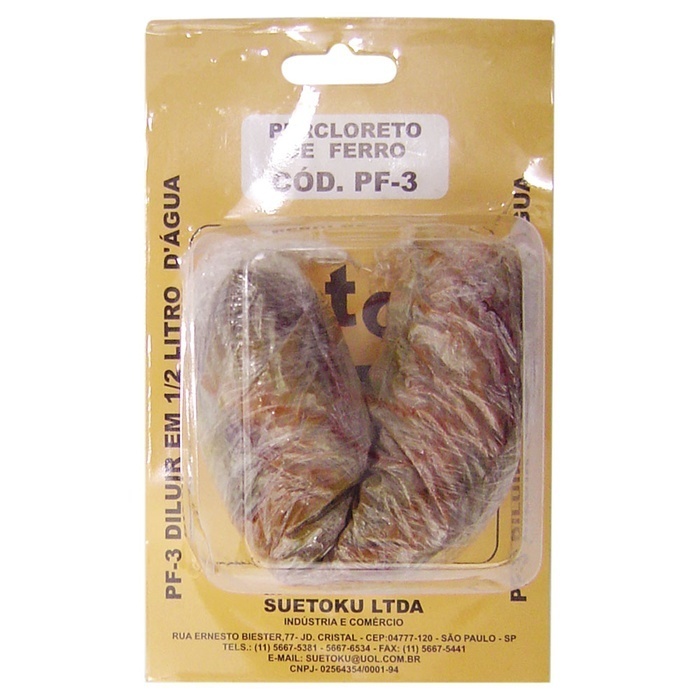 PERCLORETO
DE FERRO
CÓD. PF-3
PF-3 DILUIR EM 1/2 LITRO D'ÁGUA
SUETOKU LTDA
INDÚSTRIA E COMÉRCIO
RUA ERNESTO BIESTER,77- JD. CRISTAL - CEP:04777-120 - SÃO PAULO - SP
TELS.: (11) 5667-5381 - 5667-6534 - FAX: (11) 5667-5441
E-MAIL: SUETOKU@UOL.COM.BR
CNPJ- 02564354/0001-94